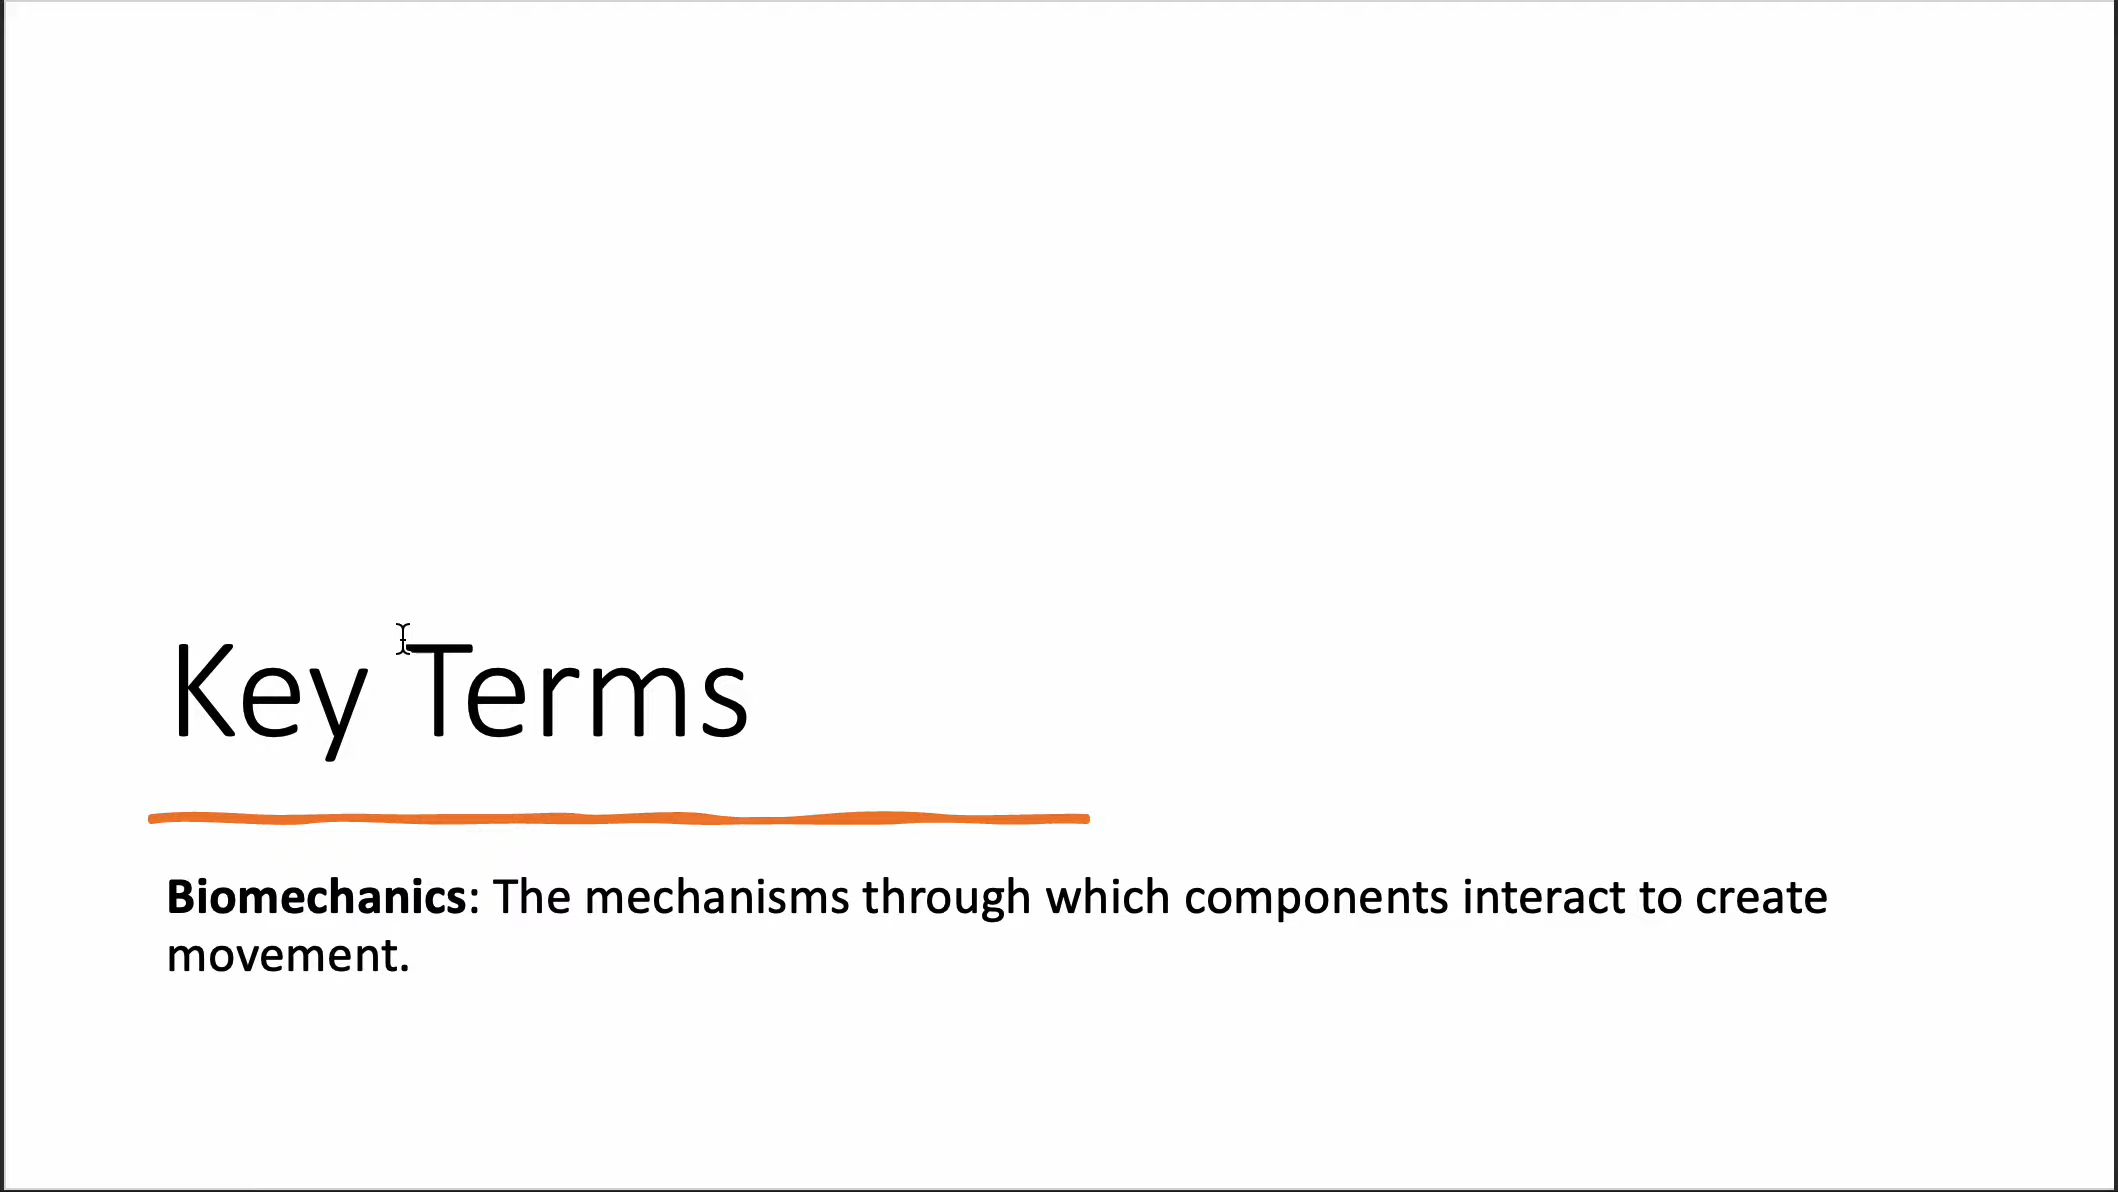 Key Terms
Biomechanics: The mechanisms through which components interact to create
movement.